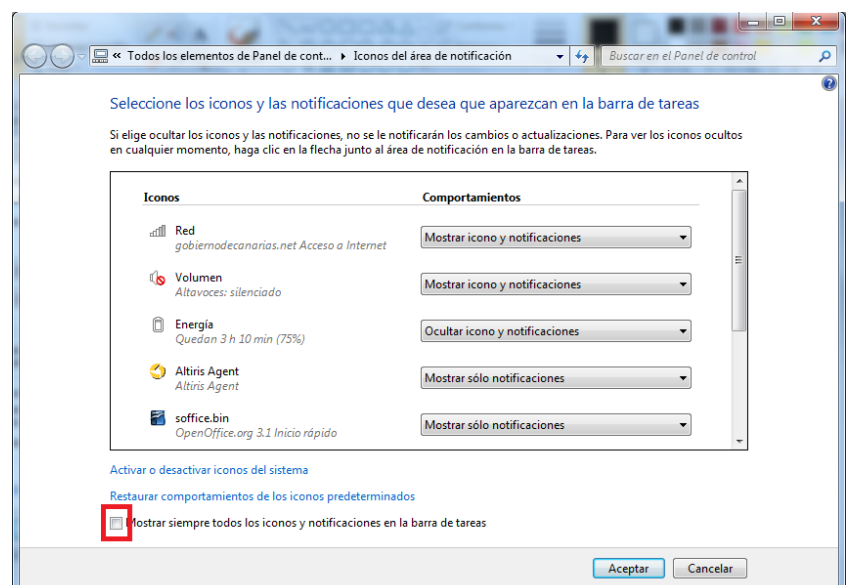 « Todos los elementos de Panel de cont... Iconos del área de notificación Buscar en el Panel de control
Seleccione los iconos y las notificaciones que desea que aparezcan en la barra de tareas
Si elige ocultar los iconos y las notificaciones, no se le notificarán los cambios o actualizaciones. Para ver los iconos ocultos
en cualquier momento, haga clic en la flecha junto al área de notificación en la barra de tareas.
Iconos Comportamientos
Red
gobiernodecanarias.net Acceso a Internet
Mostrar icono y notificaciones
Volumen
Altavoces: silenciado
Mostrar icono y notificaciones
Energía
Quedan 3 h 10 min (75%)
Ocultar icono y notificaciones
Altiris Agent
Altiris Agent
Mostrar sólo notificaciones
soffice.bin
OpenOffice.org 3.1 Inicio rápido
Mostrar sólo notificaciones
Activar o desactivar iconos del sistema
Restaurar comportamientos de los iconos predeterminados
Mostrar siempre todos los iconos y notificaciones en la barra de tareas
Aceptar Cancelar